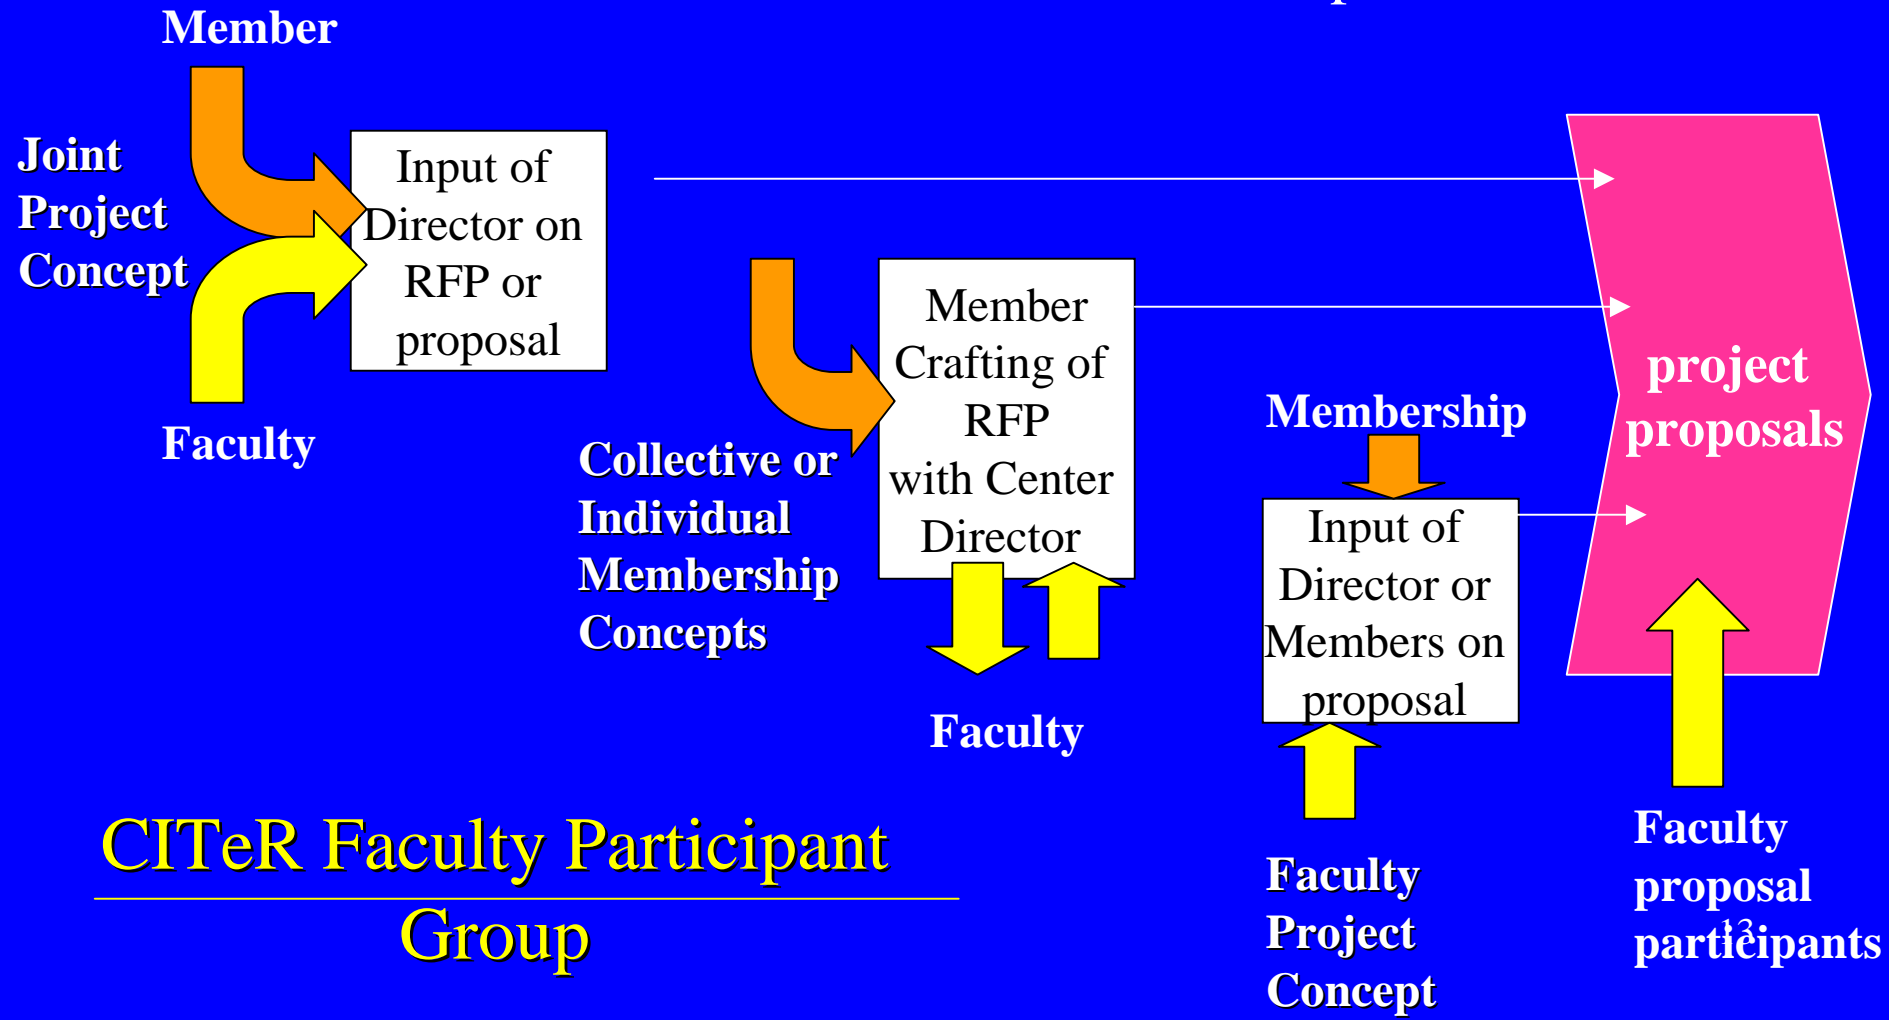 Member
Joint
Project
Concept
Input of
Director on
RFP or
proposal
Faculty
Collective or
Individual
Membership
Concepts
Member
Crafting of
RFP
with Center
Director
Faculty
Membership
Input of
Director or
Members on
proposal
Faculty
Project
Concept
project
proposals
Faculty
proposal
participants
13
CITeR Faculty Participant
Group